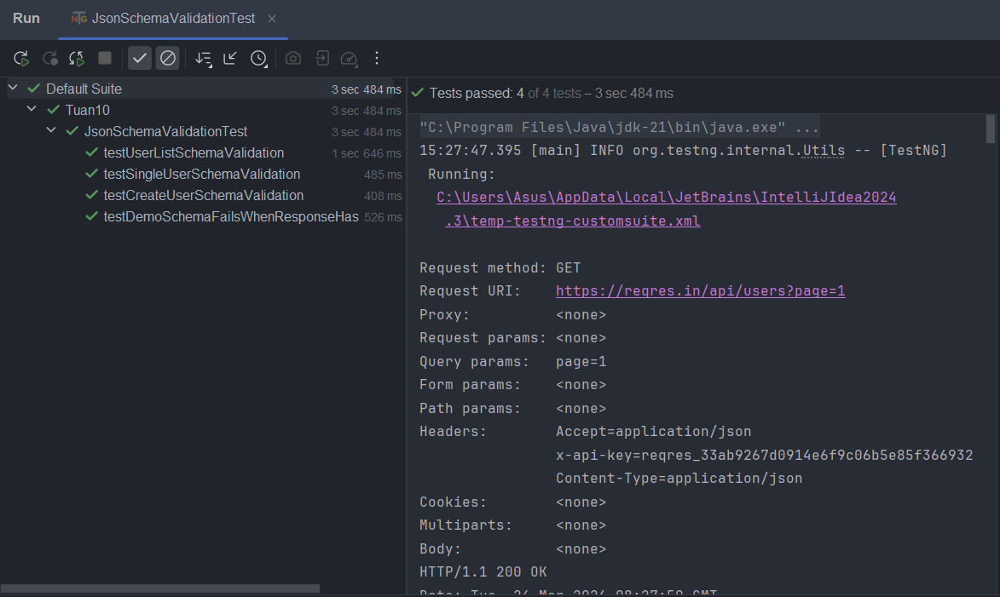 Run
JsonSchemaValidationTest
Default Suite 3 sec 484 ms
Tuan10 3 sec 484 ms
JsonSchemaValidationTest 3 sec 484 ms
testUserListSchemaValidation 1 sec 646 ms
testSingleUserSchemaValidation 485 ms
testCreateUserSchemaValidation 408 ms
testDemoSchemaFailsWhenResponseHas 526 ms
Tests passed: 4 of 4 tests – 3 sec 484 ms
"C:\Program Files\Java\jdk-21\bin\java.exe" ...
15:27:47.395 [main] INFO org.testng.internal.Utils -- [TestNG]
Running:
C:\Users\Asus\AppData\Local\JetBrains\IntelliJIdea2024
.3\temp-testng-customsuite.xml
Request method: GET
Request URI: https://reqres.in/api/users?page=1
Proxy: <none>
Request params: <none>
Query params: page=1
Form params: <none>
Path params: <none>
Headers: Accept=application/json
x-api-key=reqres_33ab9267d0914e6f9c06b5e85f366932
Content-Type=application/json
Cookies: <none>
Multiparts: <none>
Body: <none>
HTTP/1.1 200 OK